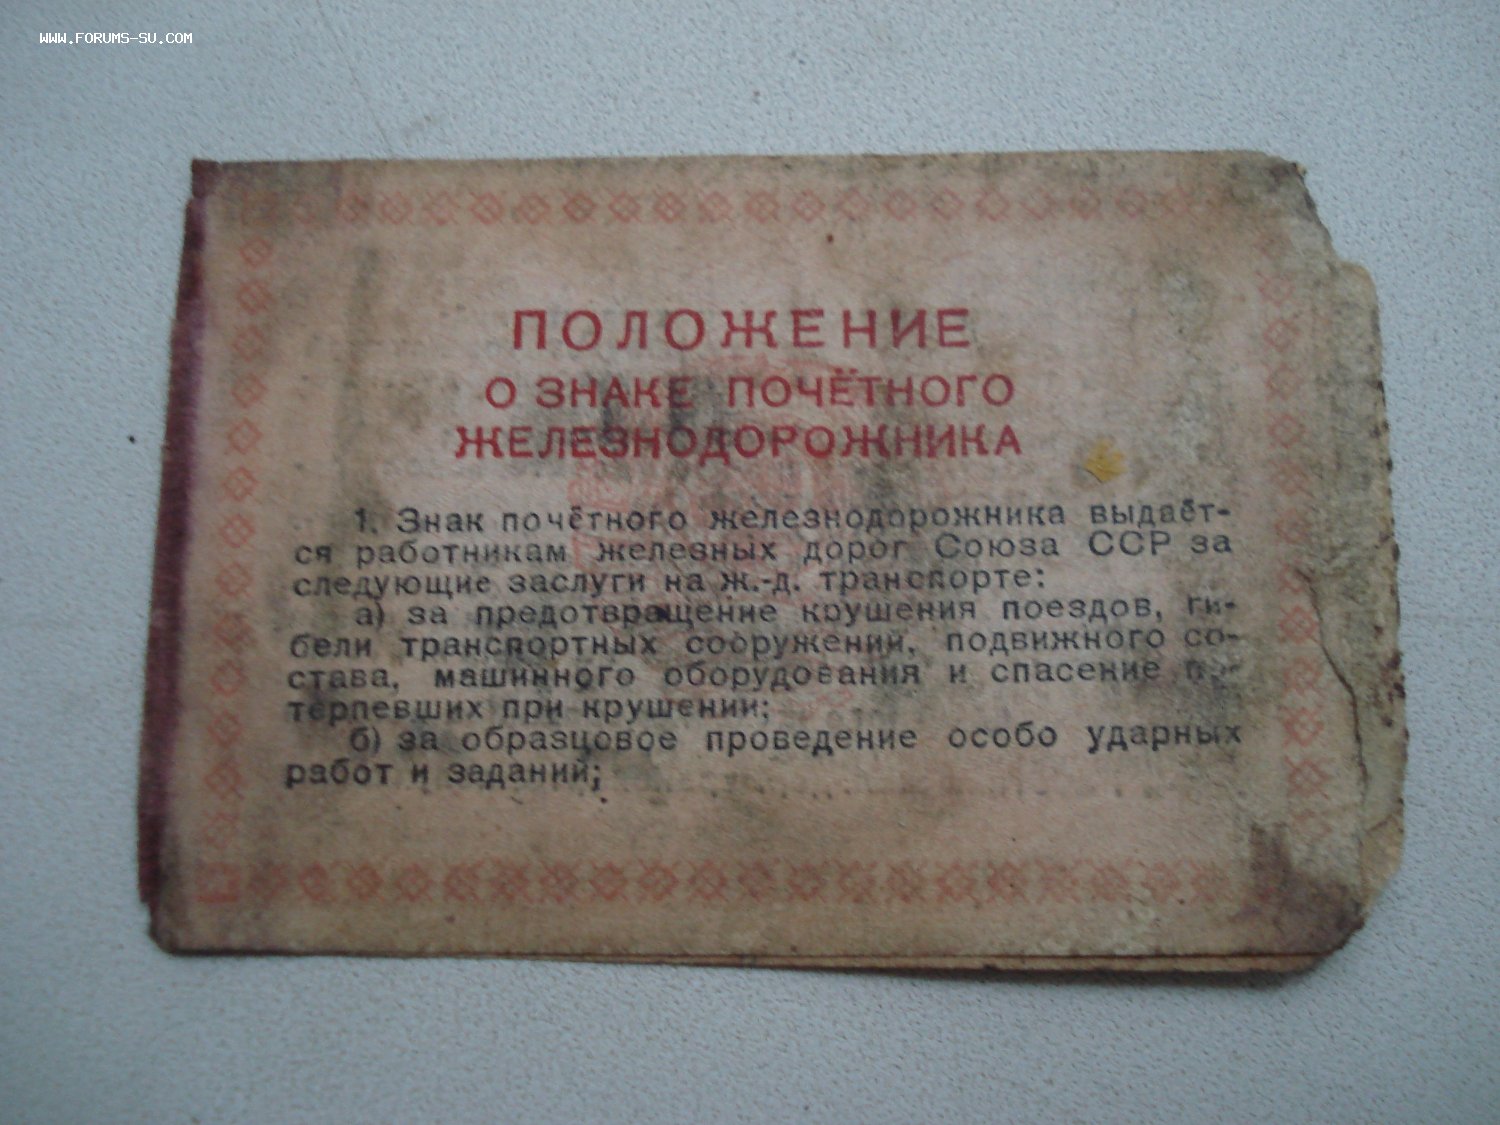 WWW.FORUMS-SU.COM
ПОЛОЖЕНИЕ
О ЗНАКЕ ПОЧЁТНОГО
ЖЕЛЕЗНОДОРОЖНИКА
1. Знак почётного железнодорожника выдаёт-
ся работникам железных дорог Союза ССР за
следующие заслуги на ж.-д. транспорте:
а) за предотвращение крушения поездов, ги-
бели транспортных сооружений, подвижного со-
става, машинного оборудования и спасение по-
терпевших при крушении;
б) за образцовое проведение особо ударных
работ и заданий;